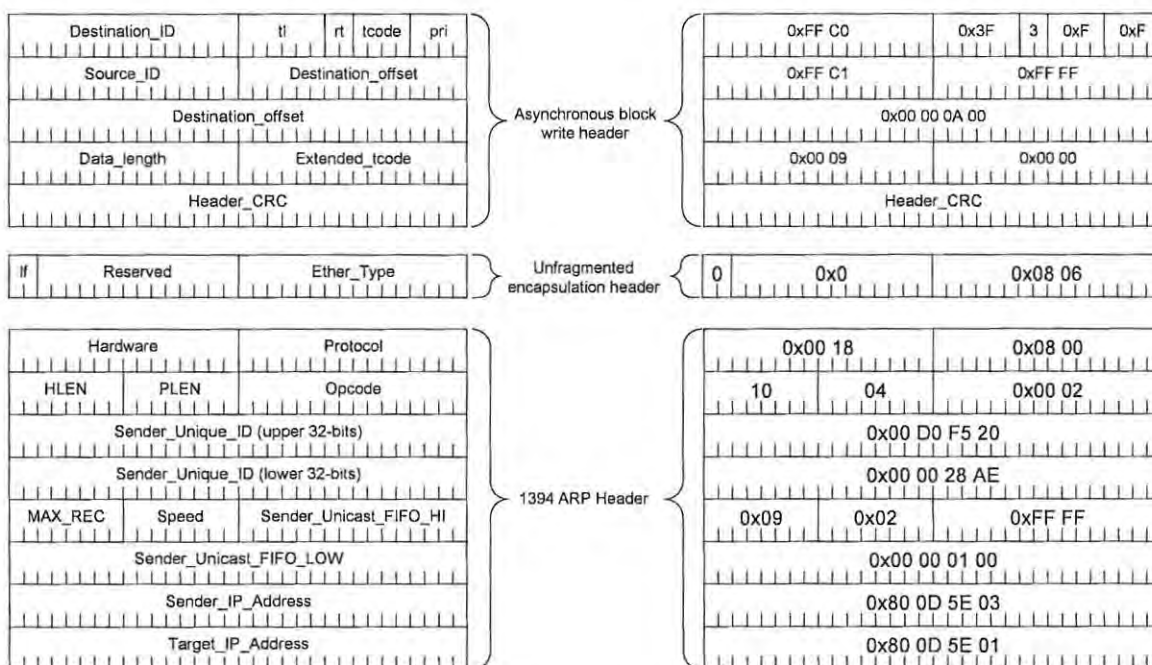 Destination_ID tl rt tcode pri
Source_ID Destination_offset
Destination_offset
Data_length Extended_tcode
Header_CRC
Asynchronous block
write header
0xFF C0 0x3F 3 0xF 0xF
0xFF C1 0xFF FF
0x00 00 0A 00
0x00 09 0x00 00
Header_CRC
lf Reserved Ether_Type
Unfragmented
encapsulation header
0 0x0 0x08 06
Hardware Protocol
HLEN PLEN Opcode
Sender_Unique_ID (upper 32-bits)
Sender_Unique_ID (lower 32-bits)
MAX_REC Speed Sender_Unicast_FIFO_HI
Sender_Unicast_FIFO_LOW
Sender_IP_Address
Target_IP_Address
1394 ARP Header
0x00 18 0x08 00
10 04 0x00 02
0x00 D0 F5 20
0x00 00 28 AE
0x09 0x02 0xFF FF
0x00 00 01 00
0x80 0D 5E 03
0x80 0D 5E 01